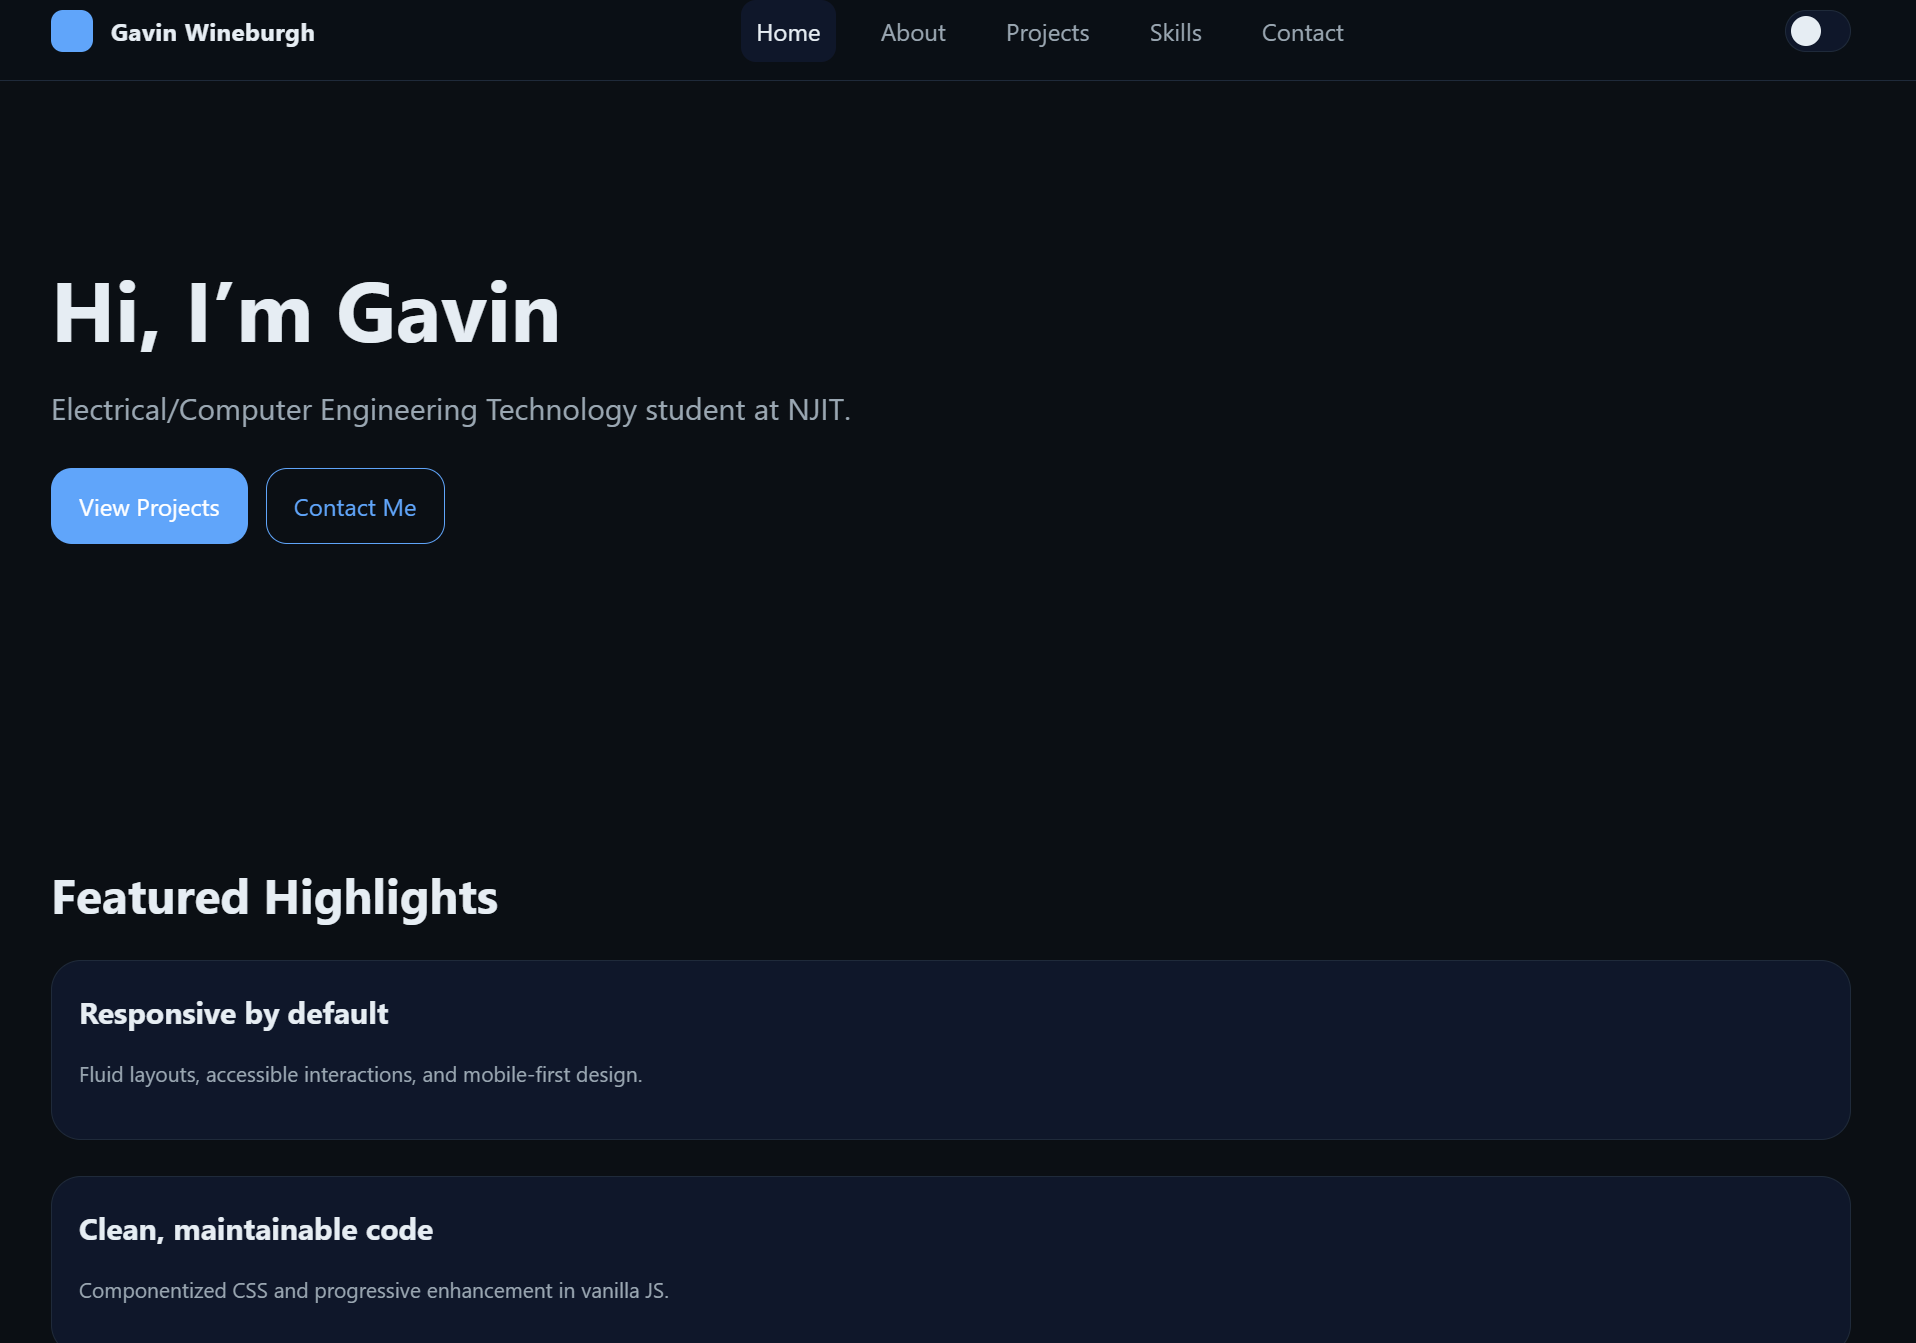 Gavin Wineburgh
Home About Projects Skills Contact
Hi, I’m Gavin
Electrical/Computer Engineering Technology student at NJIT.
View Projects Contact Me
Featured Highlights
Responsive by default
Fluid layouts, accessible interactions, and mobile-first design.
Clean, maintainable code
Componentized CSS and progressive enhancement in vanilla JS.